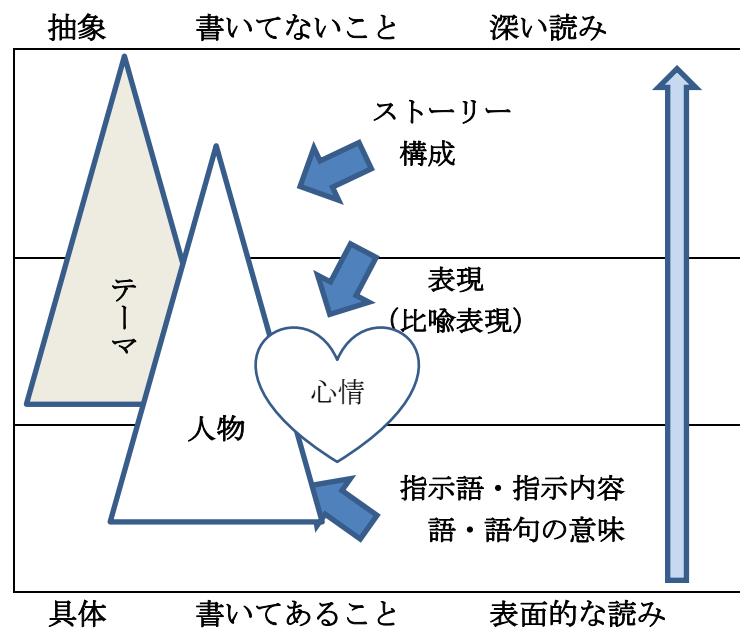 抽象 書いてないこと 深い読み
ストーリー
構成
テーマ
表現
（比喩表現）
心情
人物
指示語・指示内容
語・語句の意味
具体 書いてあること 表面的な読み